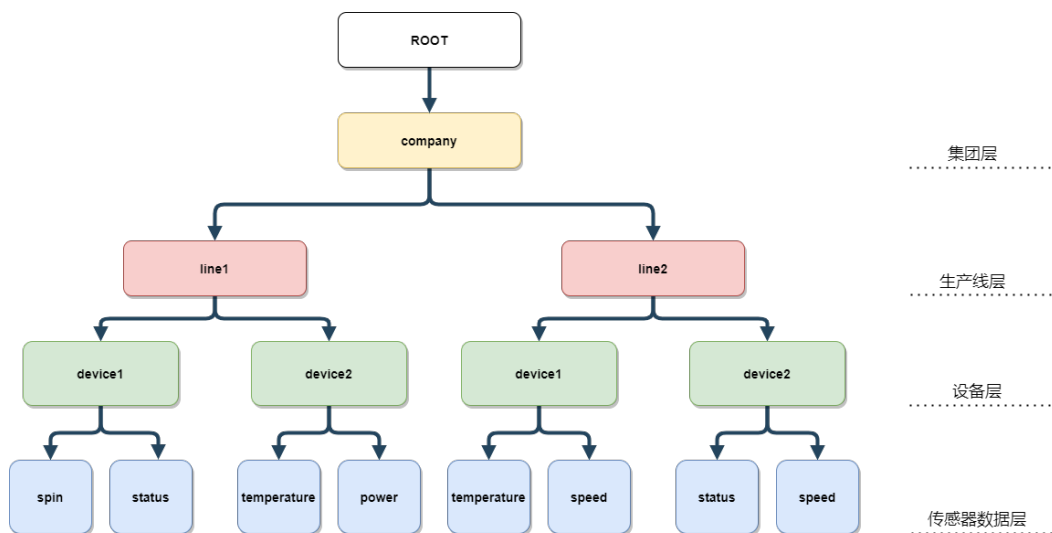 ROOT
company
集团层
line1
line2
生产线层
device1
device2
device1
device2
设备层
spin
status
temperature
power
temperature
speed
status
speed
传感器数据层